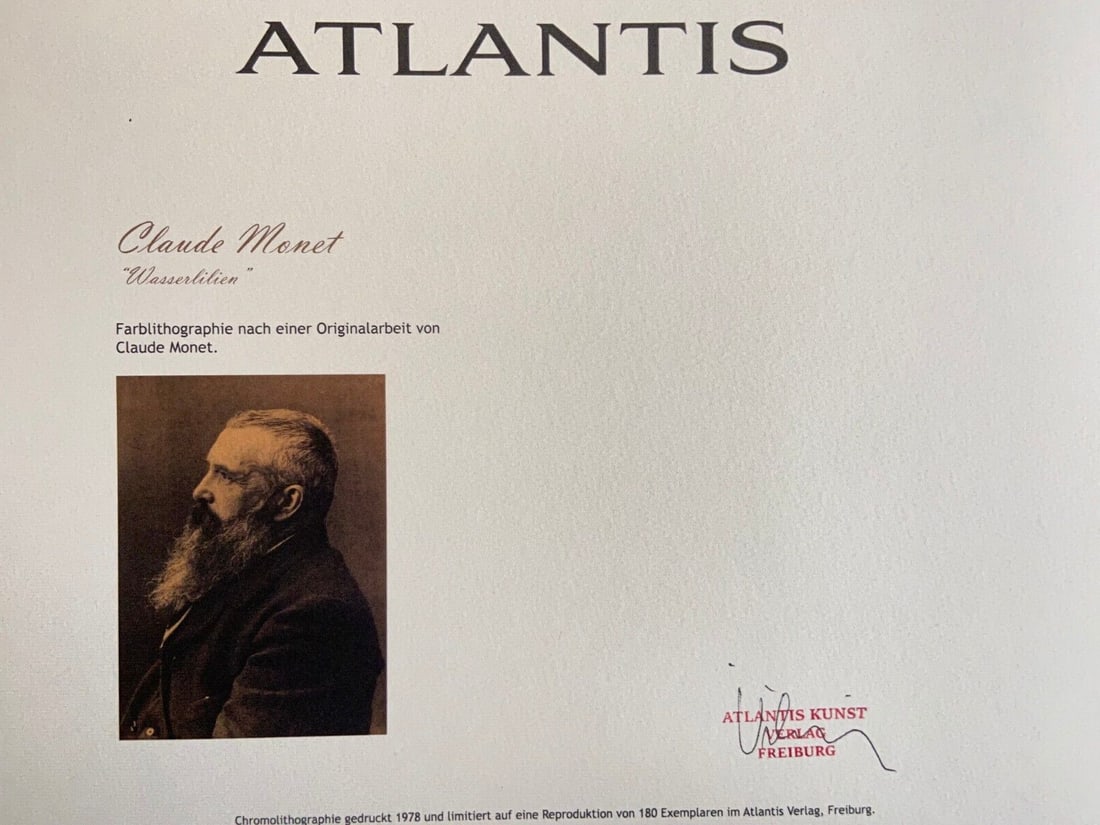 ATLANTIS
Claude Monet
"Wasserlilien"
Farblithographie nach einer Originalarbeit von
Claude Monet.
ATLANTIS KUNST
VERLAG
FREIBURG
Chromolithographie gedruckt 1978 und limitiert auf eine Reproduktion von 180 Exemplaren im Atlantis Verlag, Freiburg.